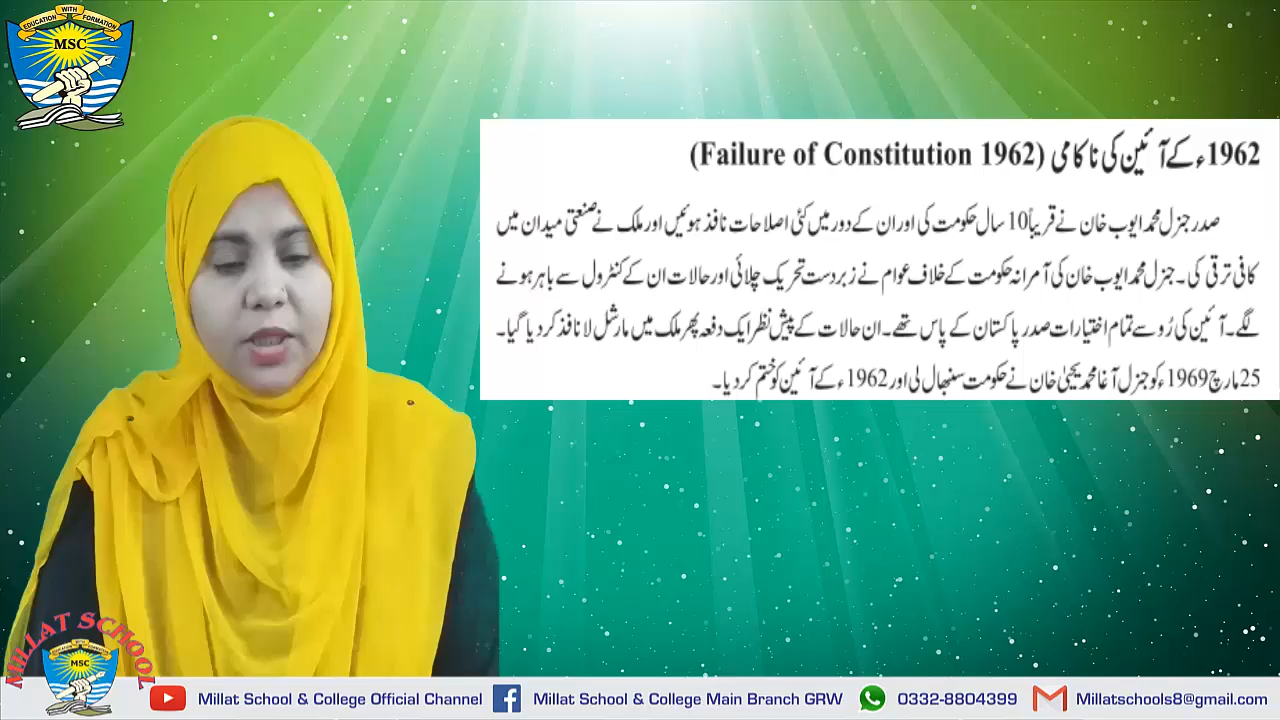 EDUCATION WITH FORMATION
MSC
1962ء کے آئین کی ناکامی (Failure of Constitution 1962)
صدر جنرل محمد ایوب خان نے قریباً 10 سال حکومت کی اور ان کے دور میں کئی اصلاحات نافذ ہوئیں اور ملک نے صنعتی میدان میں
کافی ترقی کی۔ جنرل محمد ایوب خان کی آمرانہ حکومت کے خلاف عوام نے زبردست تحریک چلائی اور حالات ان کے کنٹرول سے باہر ہونے
لگے۔ آئین کی رُو سے تمام اختیارات صدر پاکستان کے پاس تھے۔ ان حالات کے پیش نظر ایک دفعہ پھر ملک میں مارشل لا نافذ کر دیا گیا۔
25 مارچ 1969ء کو جنرل آغا محمد یحییٰ خان نے حکومت سنبھال لی اور 1962ء کے آئین کو ختم کر دیا۔
MILLAT SCHOOL
EDUCATION WITH FORMATION
MSC
Millat School & College Official Channel Millat School & College Main Branch GRW 0332-8804399 Millatschools8@gmail.com